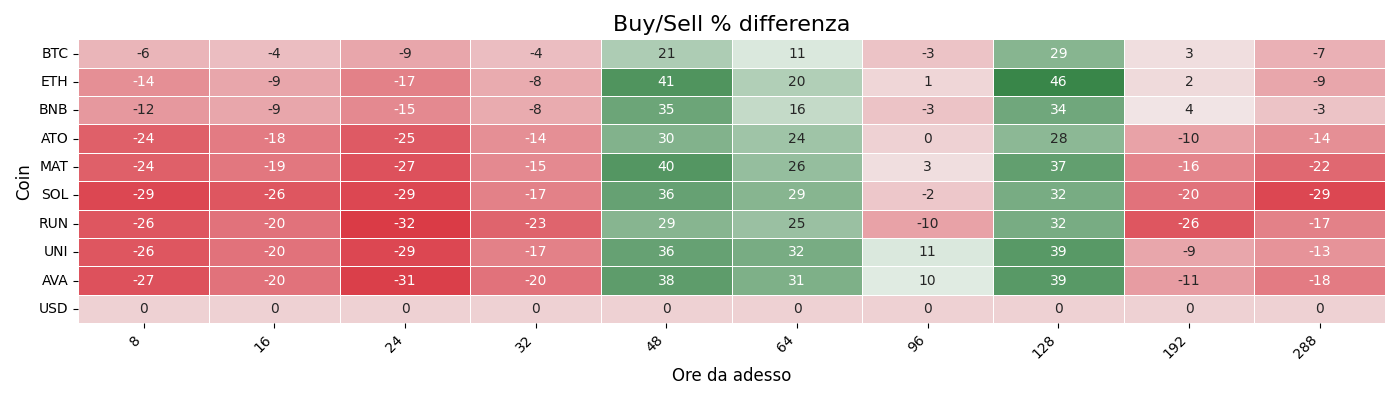 Buy/Sell % differenza
Coin
BTC -6 -4 -9 -4 21 11 -3 29 3 -7
ETH -14 -9 -17 -8 41 20 1 46 2 -9
BNB -12 -9 -15 -8 35 16 -3 34 4 -3
ATO -24 -18 -25 -14 30 24 0 28 -10 -14
MAT -24 -19 -27 -15 40 26 3 37 -16 -22
SOL -29 -26 -29 -17 36 29 -2 32 -20 -29
RUN -26 -20 -32 -23 29 25 -10 32 -26 -17
UNI -26 -20 -29 -17 36 32 11 39 -9 -13
AVA -27 -20 -31 -20 38 31 10 39 -11 -18
USD 0 0 0 0 0 0 0 0 0 0
8 16 24 32 48 64 96 128 192 288
Ore da adesso